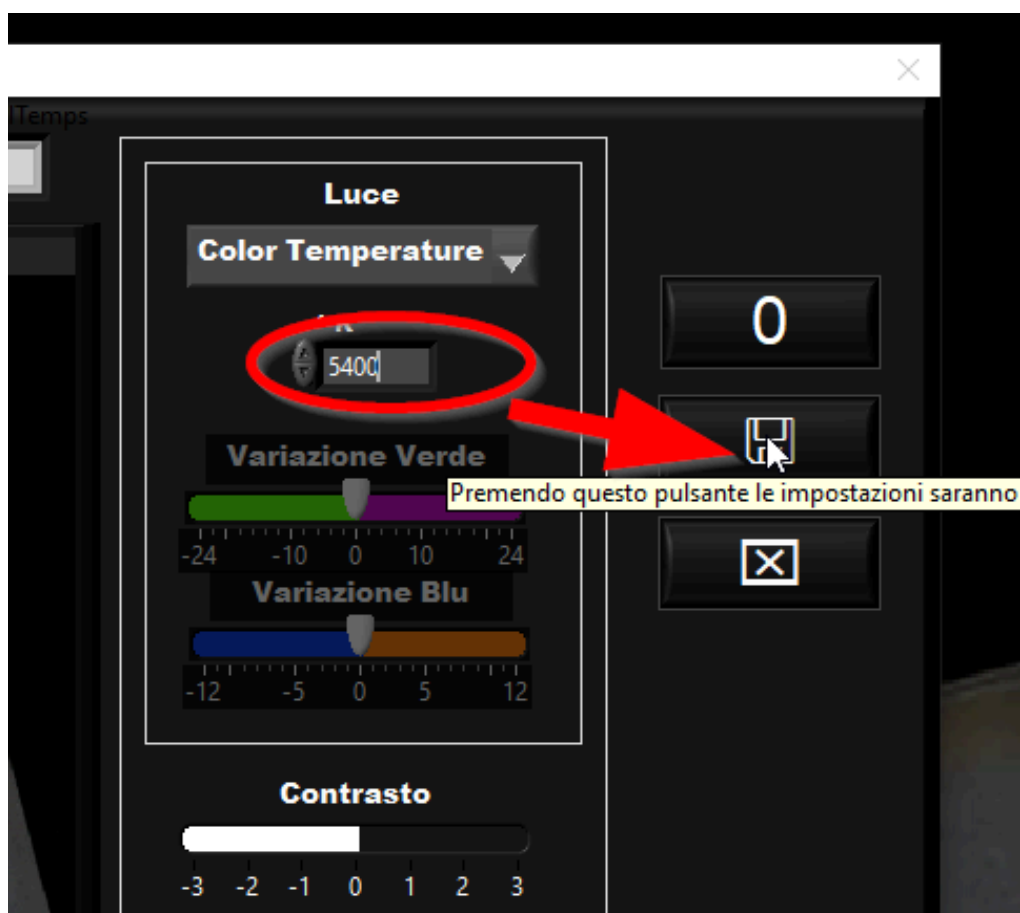 lTemps
Luce
Color Temperature
5400
Variazione Verde
-24 -10 0 10 24
Variazione Blu
-12 -5 0 5 12
Contrasto
-3 -2 -1 0 1 2 3
0
Premendo questo pulsante le impostazioni saranno